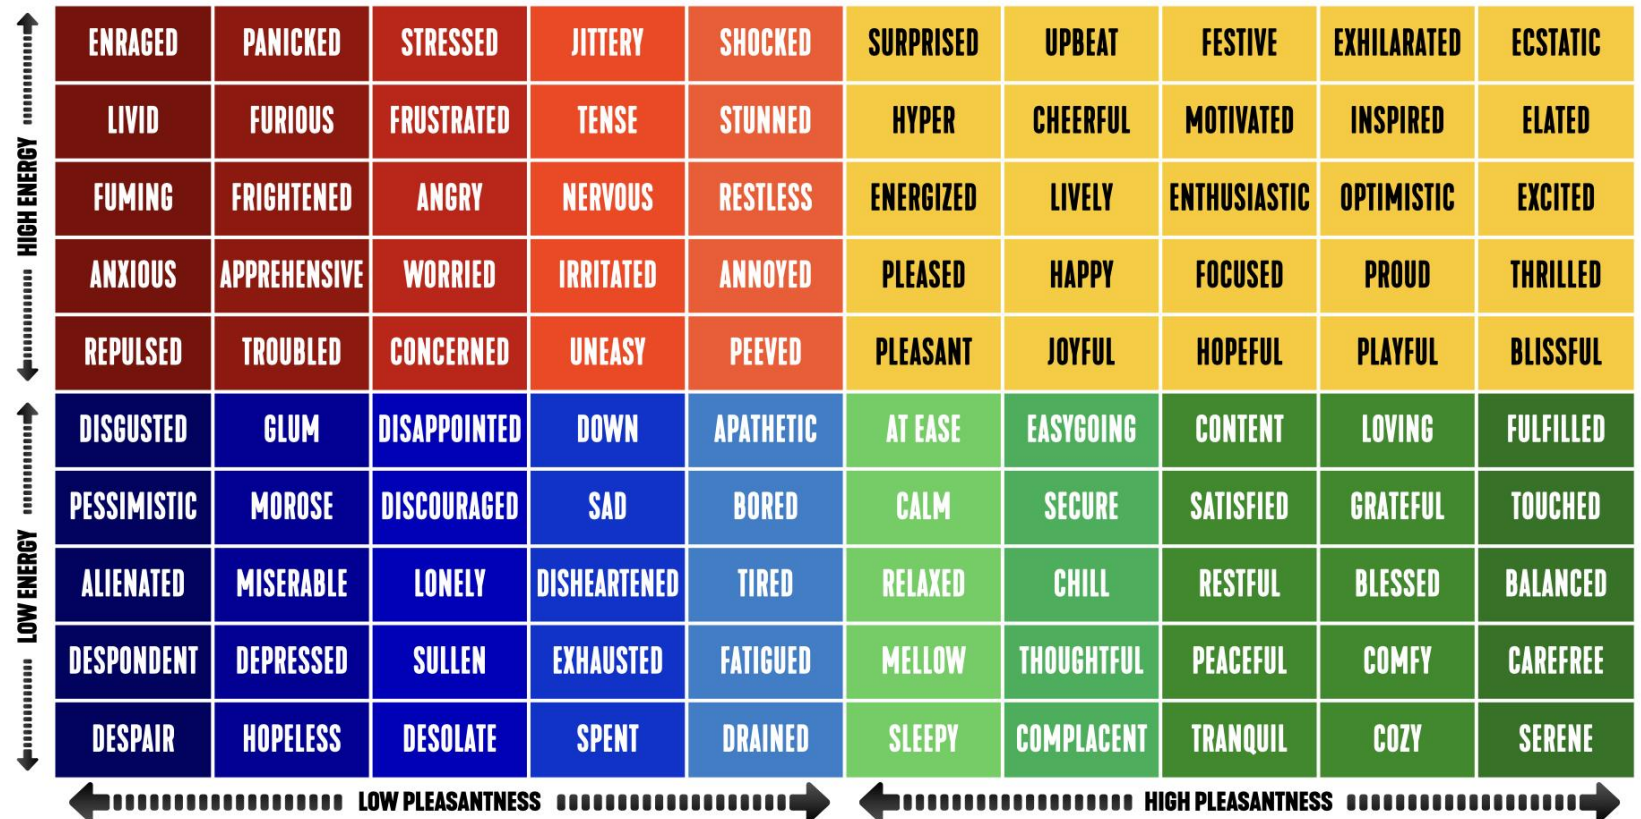 HIGH ENERGY
ENRAGED PANICKED STRESSED JITTERY SHOCKED SURPRISED UPBEAT FESTIVE EXHILARATED ECSTATIC
LIVID FURIOUS FRUSTRATED TENSE STUNNED HYPER CHEERFUL MOTIVATED INSPIRED ELATED
FUMING FRIGHTENED ANGRY NERVOUS RESTLESS ENERGIZED LIVELY ENTHUSIASTIC OPTIMISTIC EXCITED
ANXIOUS APPREHENSIVE WORRIED IRRITATED ANNOYED PLEASED HAPPY FOCUSED PROUD THRILLED
REPULSED TROUBLED CONCERNED UNEASY PEEVED PLEASANT JOYFUL HOPEFUL PLAYFUL BLISSFUL
LOW ENERGY
DISGUSTED GLUM DISAPPOINTED DOWN APATHETIC AT EASE EASYGOING CONTENT LOVING FULFILLED
PESSIMISTIC MOROSE DISCOURAGED SAD BORED CALM SECURE SATISFIED GRATEFUL TOUCHED
ALIENATED MISERABLE LONELY DISHEARTENED TIRED RELAXED CHILL RESTFUL BLESSED BALANCED
DESPONDENT DEPRESSED SULLEN EXHAUSTED FATIGUED MELLOW THOUGHTFUL PEACEFUL COMFY CAREFREE
DESPAIR HOPELESS DESOLATE SPENT DRAINED SLEEPY COMPLACENT TRANQUIL COZY SERENE
LOW PLEASANTNESS HIGH PLEASANTNESS